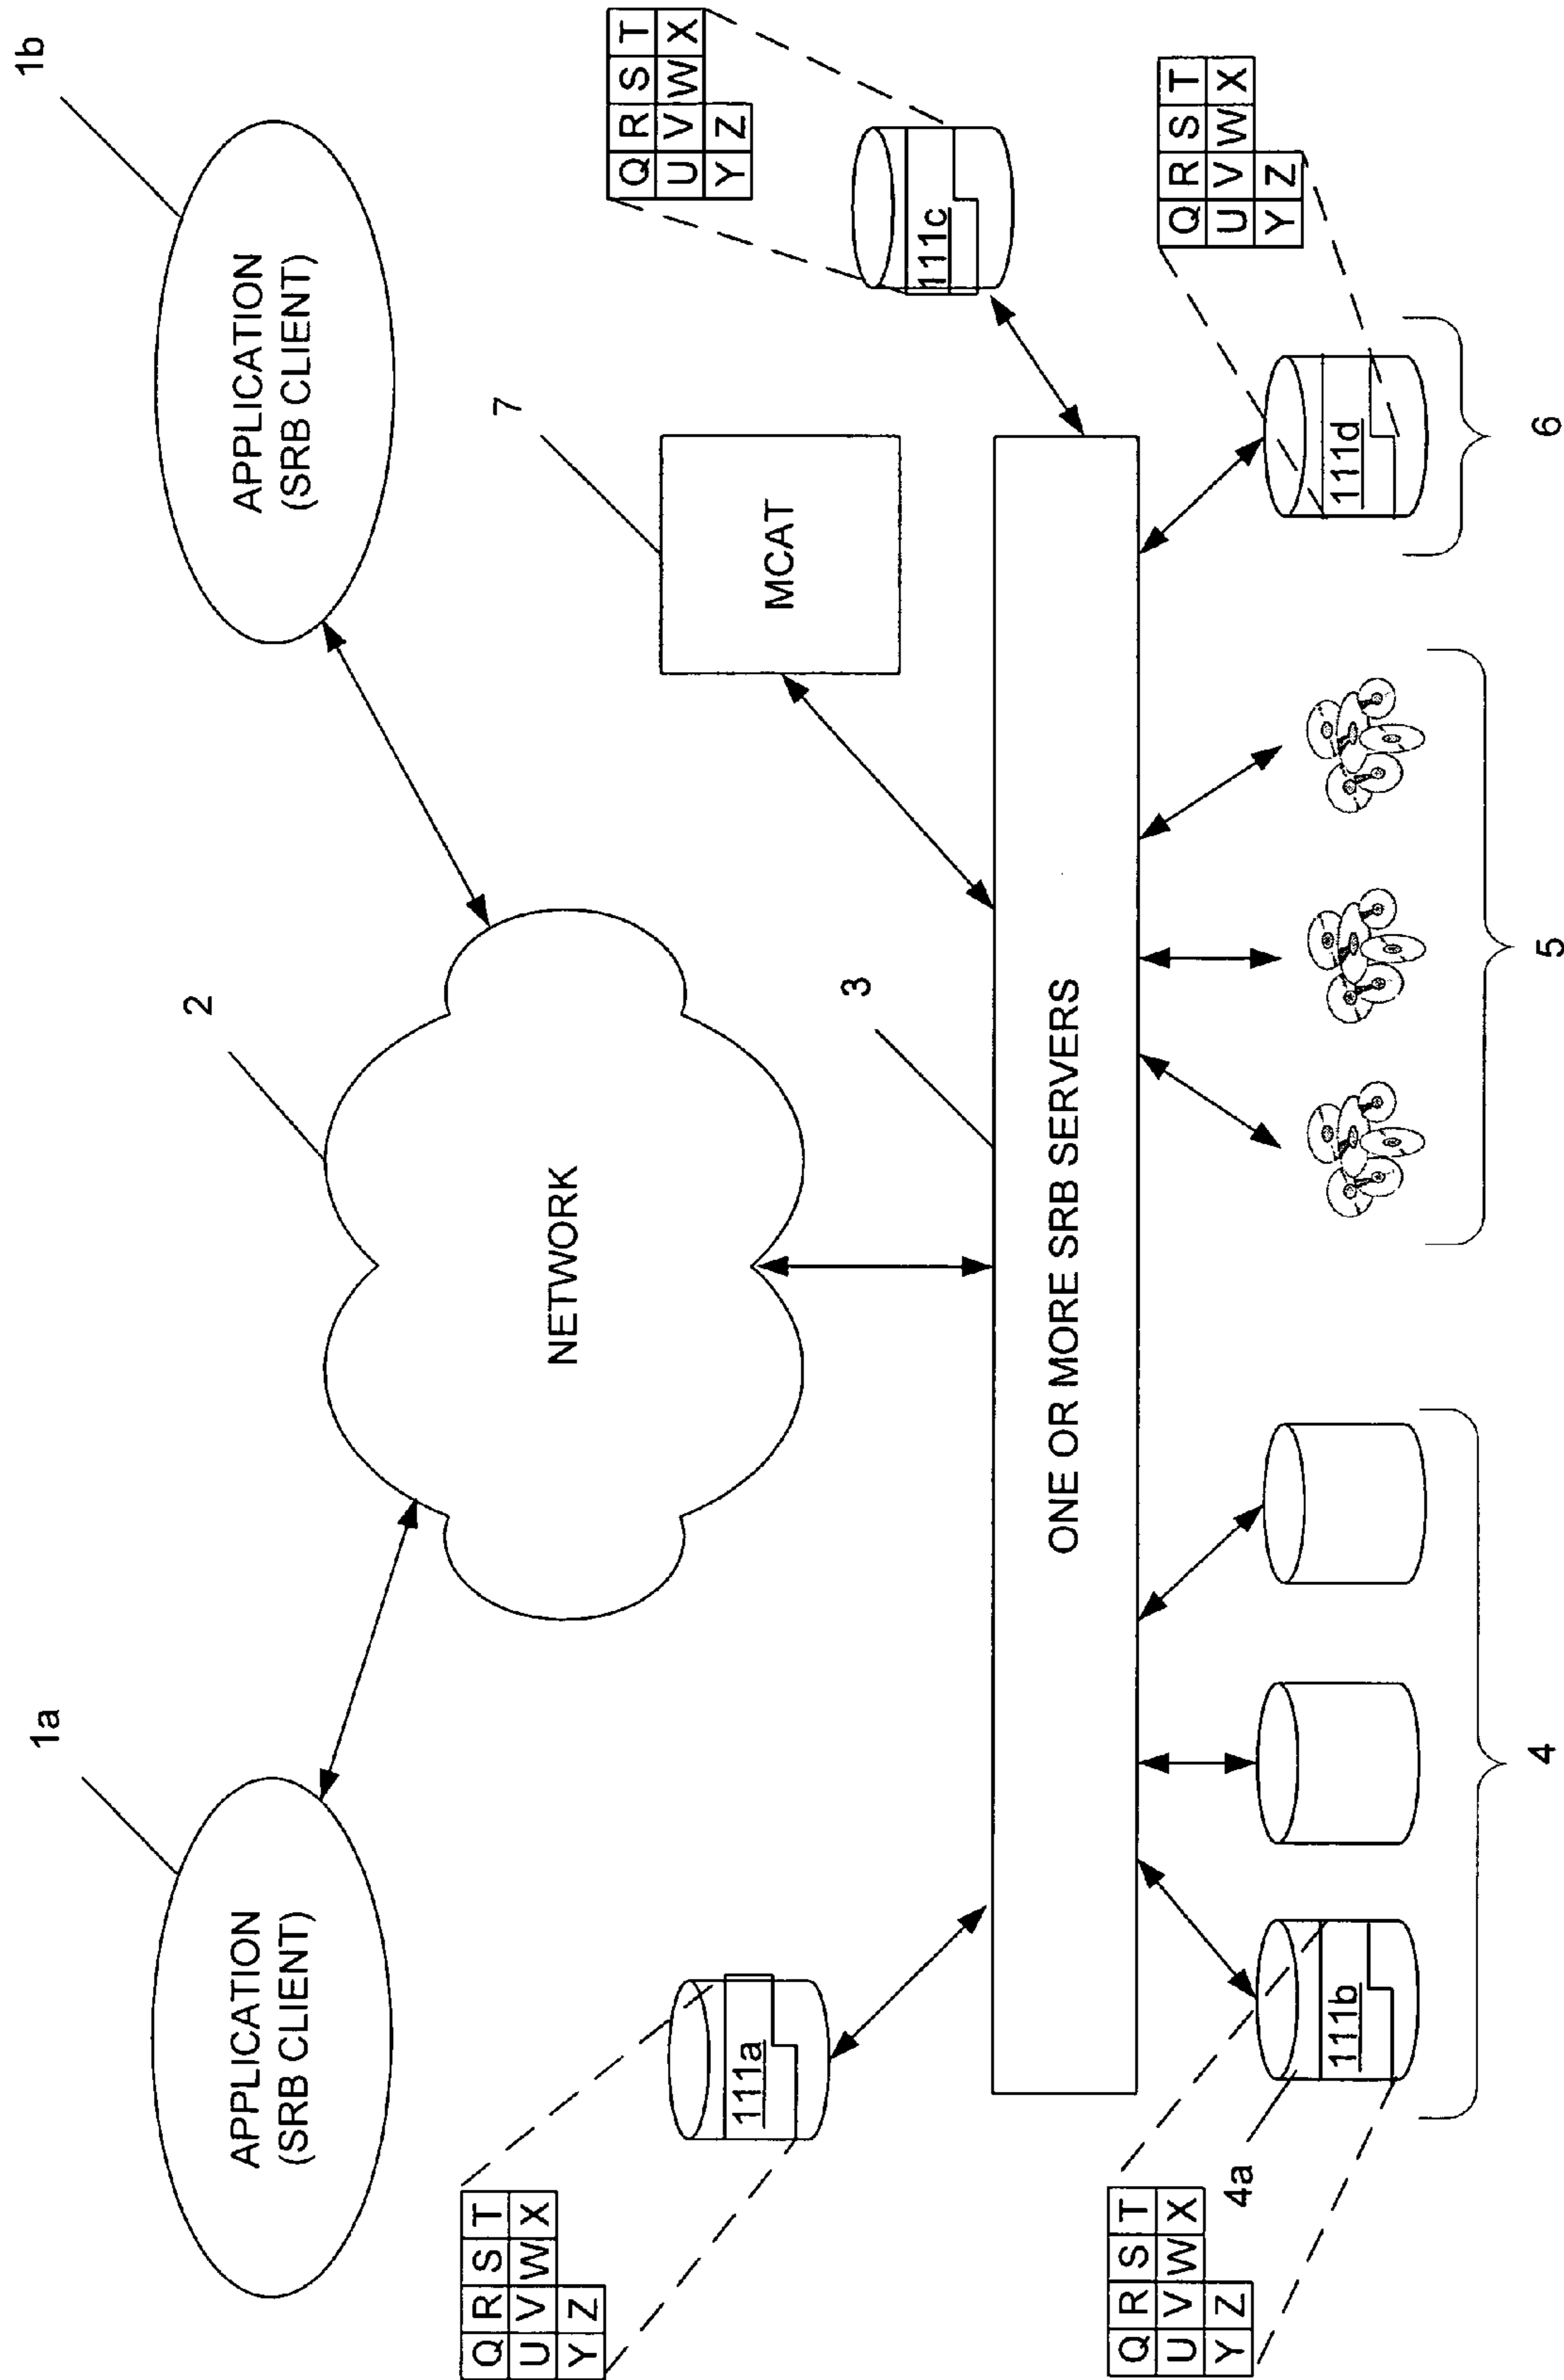 1a
1b
APPLICATION
(SRB CLIENT)
APPLICATION
(SRB CLIENT)
2
NETWORK
7
MCAT
Q R S T
U V W X
Y Z
111a
Q R S T
U V W X
Y Z
111c
3
ONE OR MORE SRB SERVERS
Q R S T
U V W X
Y Z
4a
111b
111d
Q R S T
U V W X
Y Z
4
5
6